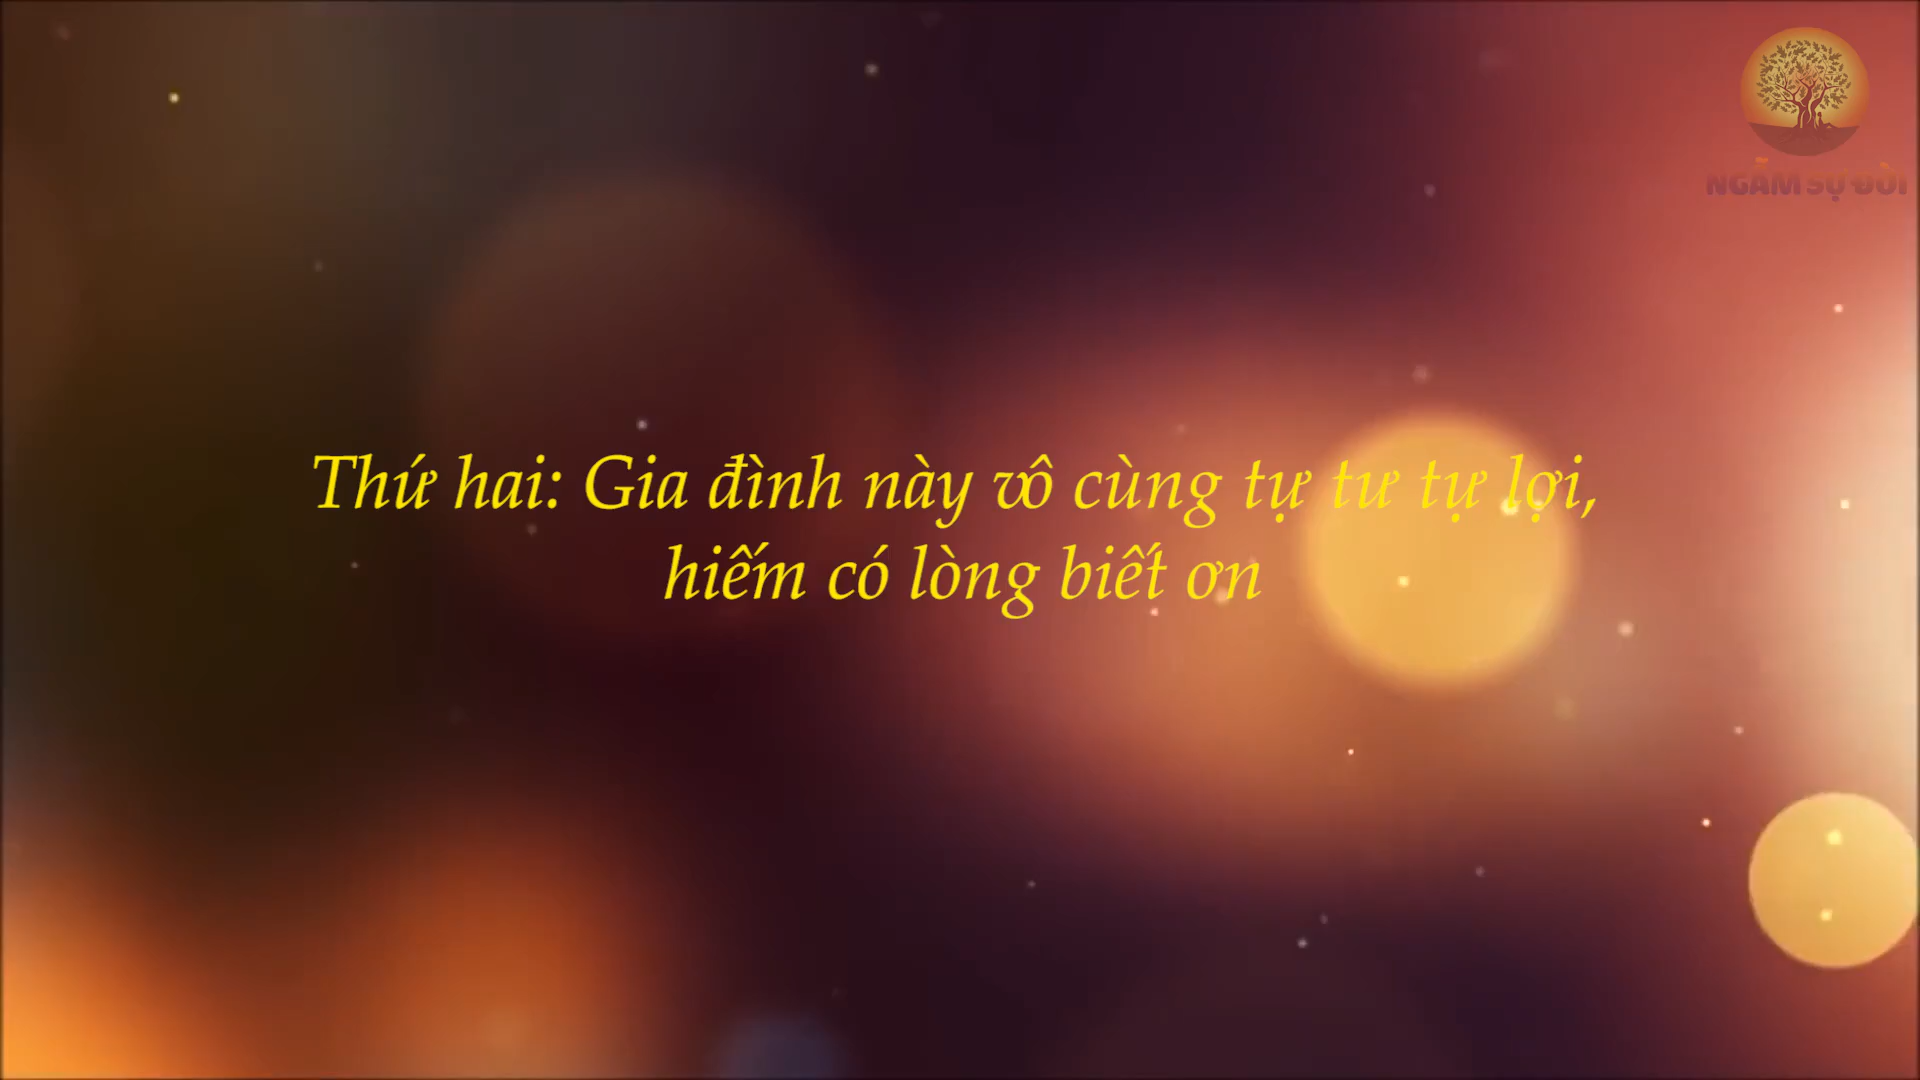 NGẪM SỰ ĐỜI
Thứ hai: Gia đình này vô cùng tự tư tự lợi,
hiếm có lòng biết ơn